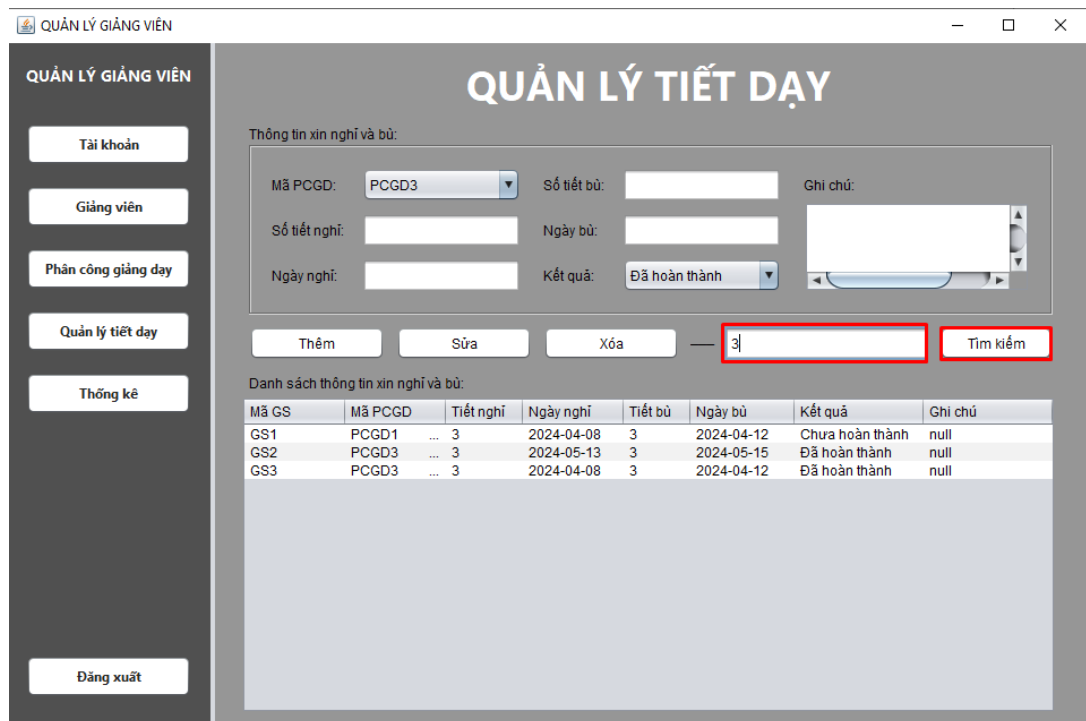 QUẢN LÝ GIẢNG VIÊN
QUẢN LÝ GIẢNG VIÊN
Tài khoản
Giảng viên
Phân công giảng dạy
Quản lý tiết dạy
Thống kê
Đăng xuất
QUẢN LÝ TIẾT DẠY
Thông tin xin nghỉ và bù:
Mã PCGD: PCGD3 Số tiết bù: Ghi chú:
Số tiết nghỉ: Ngày bù:
Ngày nghỉ: Kết quả: Đã hoàn thành
Thêm Sửa Xóa 3 Tìm kiếm
Danh sách thông tin xin nghỉ và bù:
Mã GS Mã PCGD Tiết nghỉ Ngày nghỉ Tiết bù Ngày bù Kết quả Ghi chú
GS1 PCGD1 ... 3 2024-04-08 3 2024-04-12 Chưa hoàn thành null
GS2 PCGD3 ... 3 2024-05-13 3 2024-05-15 Đã hoàn thành null
GS3 PCGD3 ... 3 2024-04-08 3 2024-04-12 Đã hoàn thành null